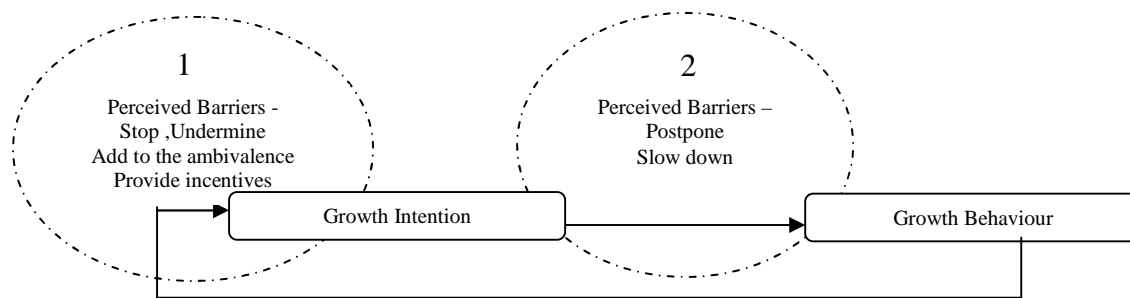 1
Perceived Barriers -
Stop ,Undermine
Add to the ambivalence
Provide incentives
2
Perceived Barriers –
Postpone
Slow down
Growth Intention
Growth Behaviour